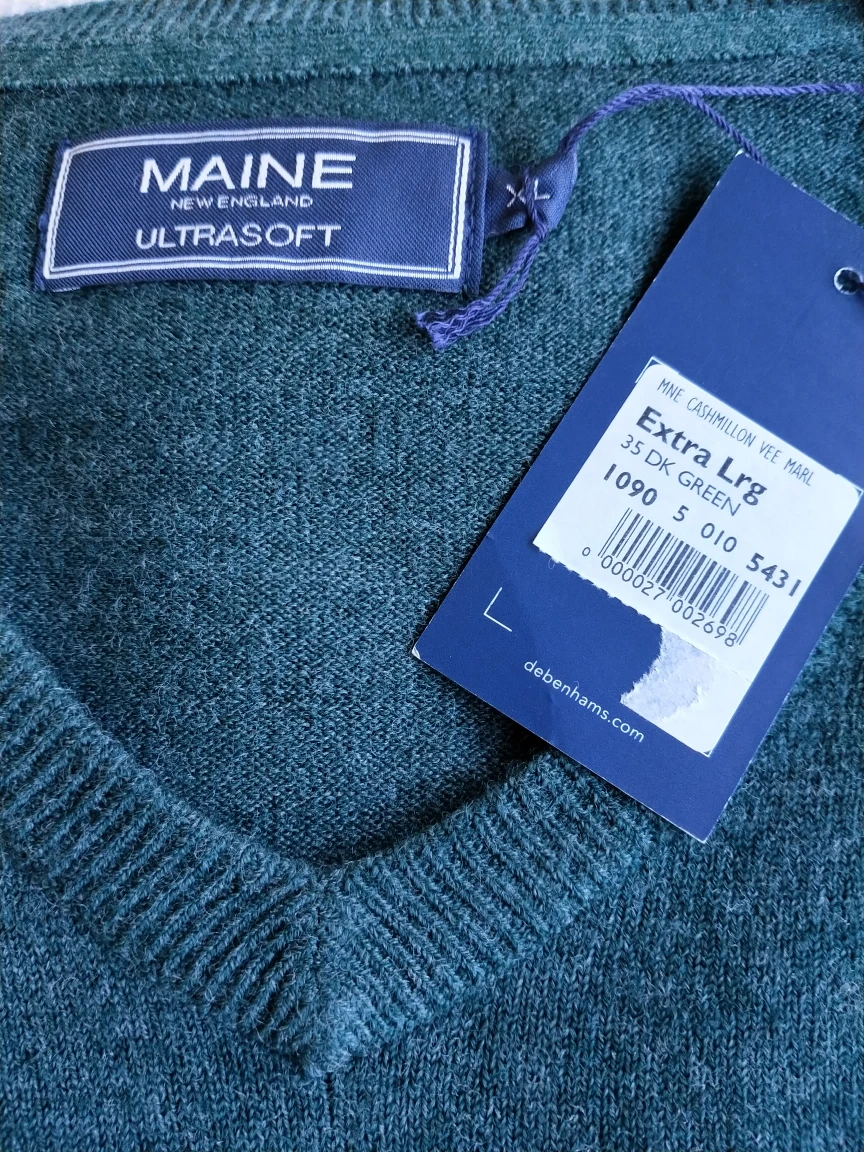 MAINE
NEW ENGLAND
ULTRASOFT
XL
MNE CASHMILLON VEE MARL
Extra Lrg
35 DK GREEN
1090 5 010 5431
0 000027 002698
debenhams.com